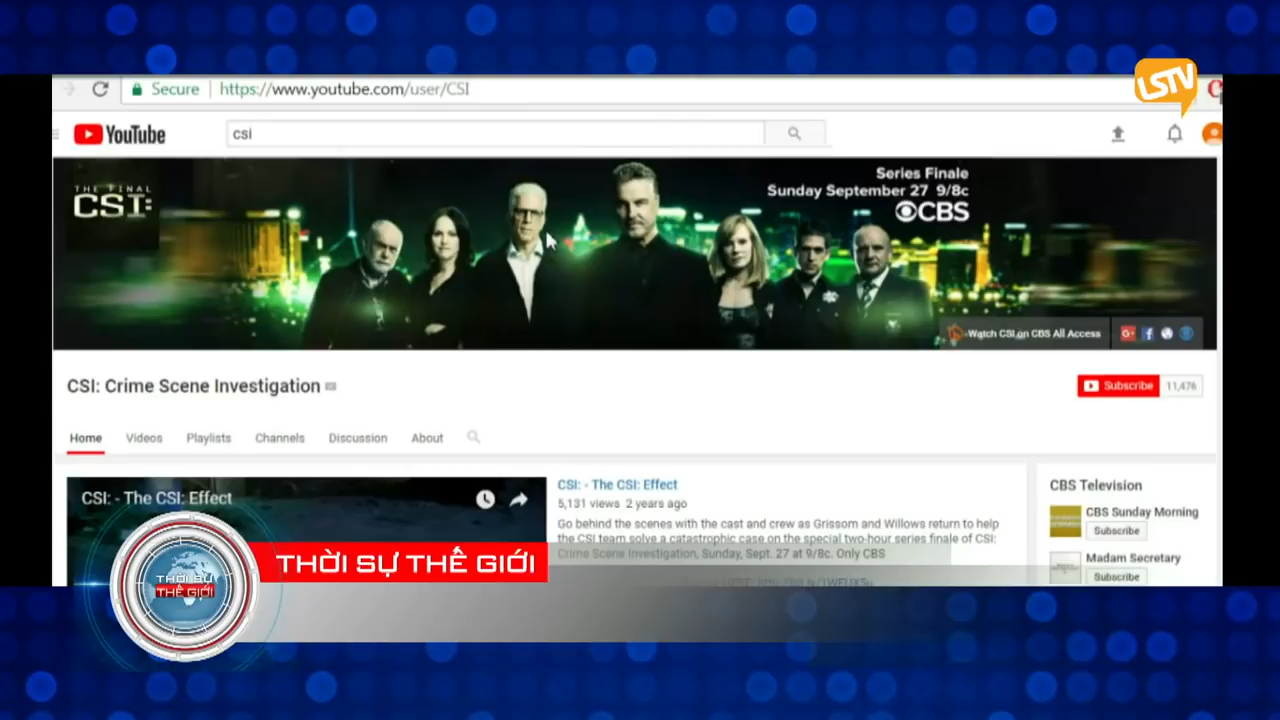 LSTV
Secure
https://www.youtube.com/user/CSI
YouTube
csi
THE FINAL
CSI:
Series Finale
Sunday September 27 9/8c
CBS
Watch CSI on CBS All Access
CSI: Crime Scene Investigation
Subscribe
11,476
Home Videos Playlists Channels Discussion About
CSI: - The CSI: Effect
CSI: - The CSI: Effect
5,131 views 2 years ago
Go behind the scenes with the cast and crew as Grissom and Willows return to help
the CSI team solve a catastrophic case on the special two-hour series finale of CSI:
Crime Scene Investigation, Sunday, Sept. 27 at 9/8c. Only CBS
CBS Television
CBS Sunday Morning
Subscribe
Madam Secretary
Subscribe
THỜI SỰ THẾ GIỚI
THỜI SỰ
THẾ GIỚI